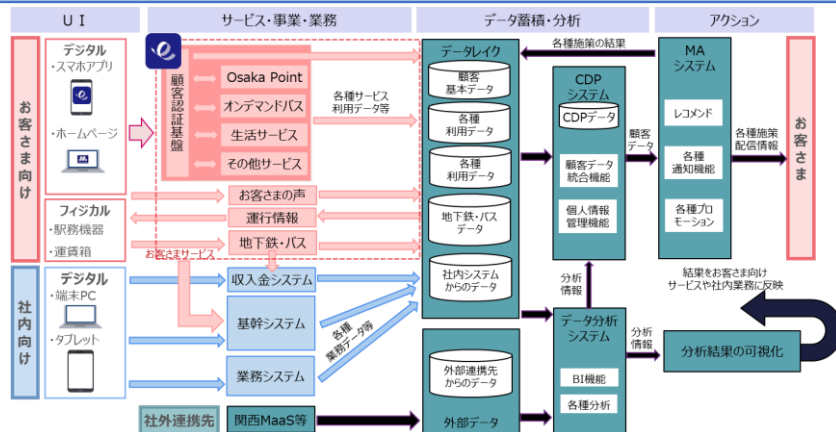 ＵＩ
サービス・事業・業務
データ蓄積・分析
アクション
お客さま向け
デジタル
・スマホアプリ
・ホームページ
フィジカル
・駅務機器
・運賃箱
社内向け
デジタル
・端末PC
・タブレット
顧客認証基盤
Osaka Point
オンデマンドバス
生活サービス
その他サービス
各種サービス
利用データ等
お客さまの声
運行情報
地下鉄・バス
お客さまサービス
収入金システム
基幹システム
業務システム
各種
業務データ等
社外連携先
関西MaaS等
データレイク
顧客
基本データ
各種
利用データ
各種
利用データ
地下鉄・バス
データ
社内システム
からのデータ
外部連携先
からのデータ
外部データ
各種施策の結果
CDP
システム
CDPデータ
顧客データ
統合機能
個人情報
管理機能
分析
情報
データ分析
システム
BI機能
各種分析
顧客
データ
MA
システム
レコメンド
各種
通知機能
各種プロ
モーション
各種施策
配信情報
お客さま
結果をお客さま向け
サービスや社内業務に反映
分析
情報
分析結果の可視化